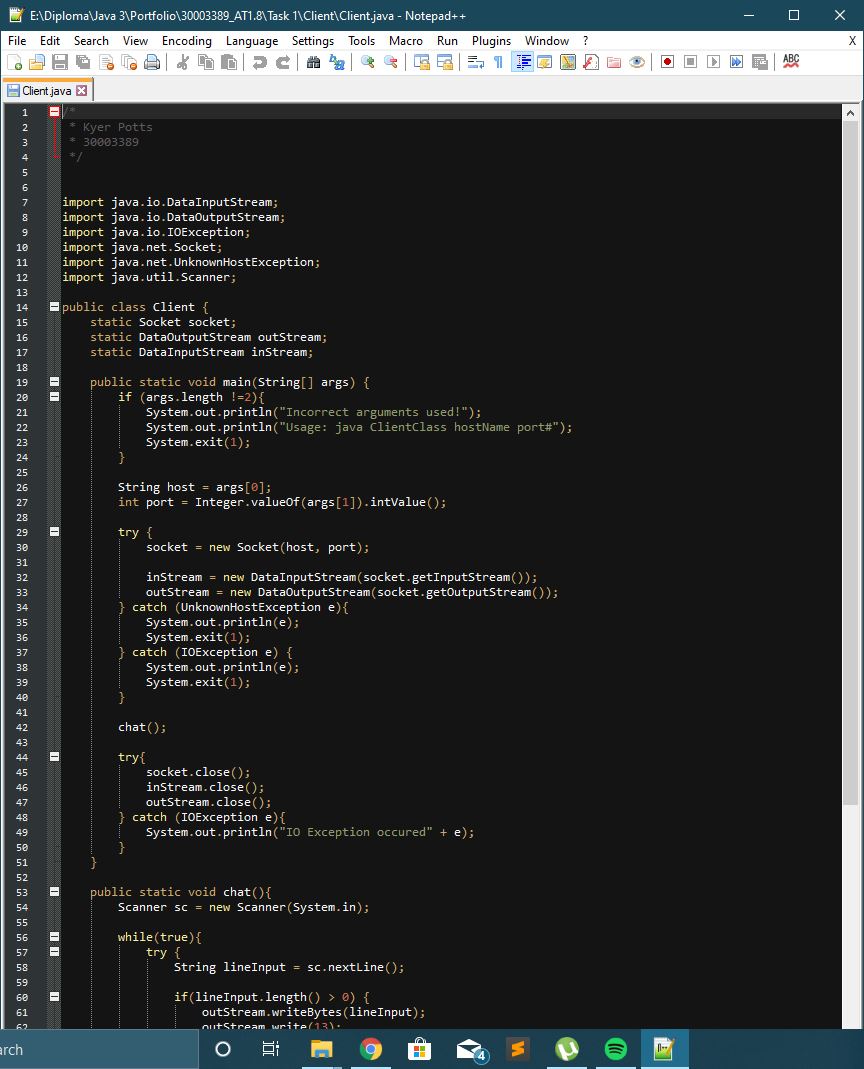 E:\Diploma\Java 3\Portfolio\30003389_AT1.8\Task 1\Client\Client.java - Notepad++
File Edit Search View Encoding Language Settings Tools Macro Run Plugins Window ? X
ABC
Client.java
1 /*
2 * Kyer Potts
3 * 30003389
4 */
5
6
7 import java.io.DataInputStream;
8 import java.io.DataOutputStream;
9 import java.io.IOException;
10 import java.net.Socket;
11 import java.net.UnknownHostException;
12 import java.util.Scanner;
13
14 public class Client {
15 static Socket socket;
16 static DataOutputStream outStream;
17 static DataInputStream inStream;
18
19 public static void main(String[] args) {
20 if (args.length !=2){
21 System.out.println("Incorrect arguments used!");
22 System.out.println("Usage: java ClientClass hostName port#");
23 System.exit(1);
24 }
25
26 String host = args[0];
27 int port = Integer.valueOf(args[1]).intValue();
28
29 try {
30 socket = new Socket(host, port);
31
32 inStream = new DataInputStream(socket.getInputStream());
33 outStream = new DataOutputStream(socket.getOutputStream());
34 } catch (UnknownHostException e){
35 System.out.println(e);
36 System.exit(1);
37 } catch (IOException e) {
38 System.out.println(e);
39 System.exit(1);
40 }
41
42 chat();
43
44 try{
45 socket.close();
46 inStream.close();
47 outStream.close();
48 } catch (IOException e){
49 System.out.println("IO Exception occured" + e);
50 }
51 }
52
53 public static void chat(){
54 Scanner sc = new Scanner(System.in);
55
56 while(true){
57 try {
58 String lineInput = sc.nextLine();
59
60 if(lineInput.length() > 0) {
61 outStream.writeBytes(lineInput);
62 outStream.write(13);
arch
4